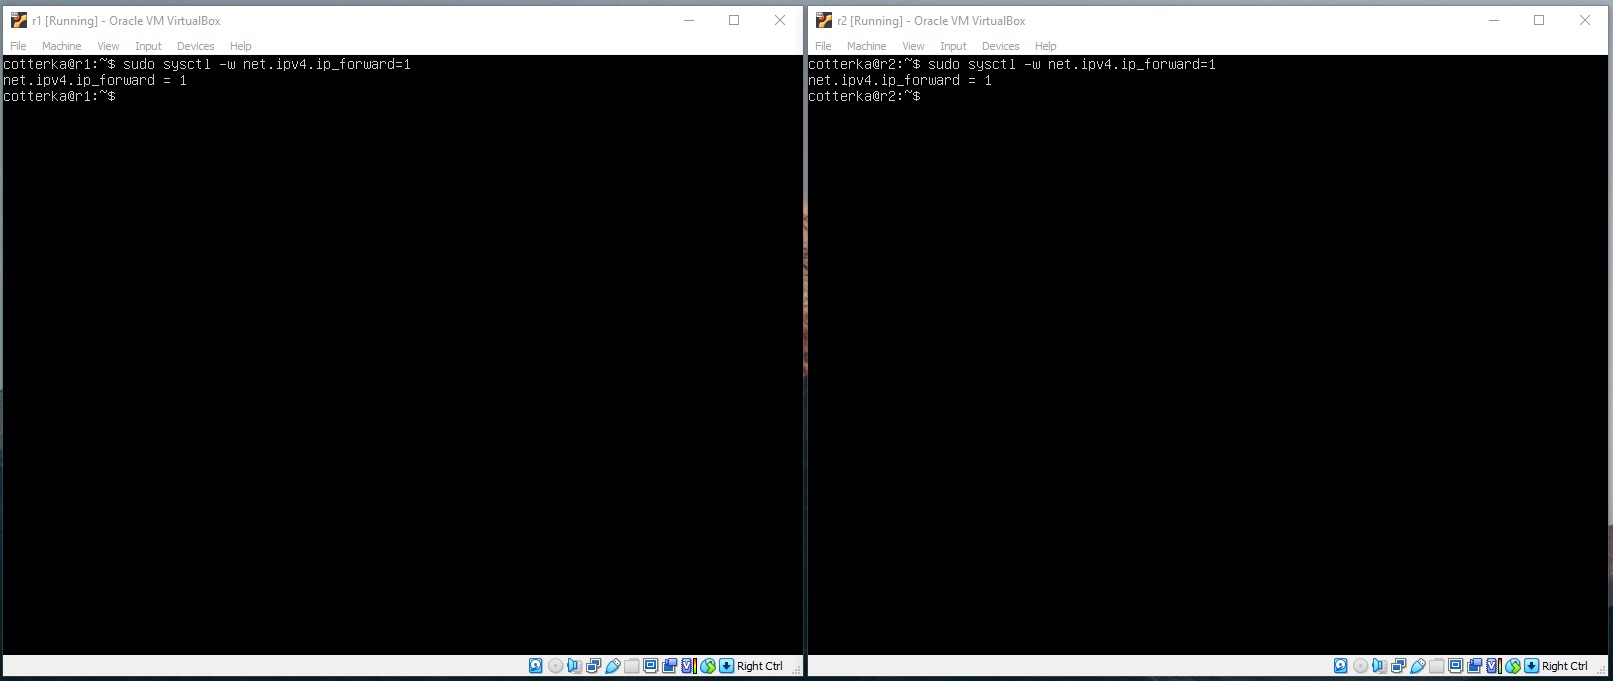 r1 [Running] - Oracle VM VirtualBox
File Machine View Input Devices Help
cotterka@r1:~$ sudo sysctl -w net.ipv4.ip_forward=1
net.ipv4.ip_forward = 1
cotterka@r1:~$
Right Ctrl
r2 [Running] - Oracle VM VirtualBox
File Machine View Input Devices Help
cotterka@r2:~$ sudo sysctl -w net.ipv4.ip_forward=1
net.ipv4.ip_forward = 1
cotterka@r2:~$
Right Ctrl